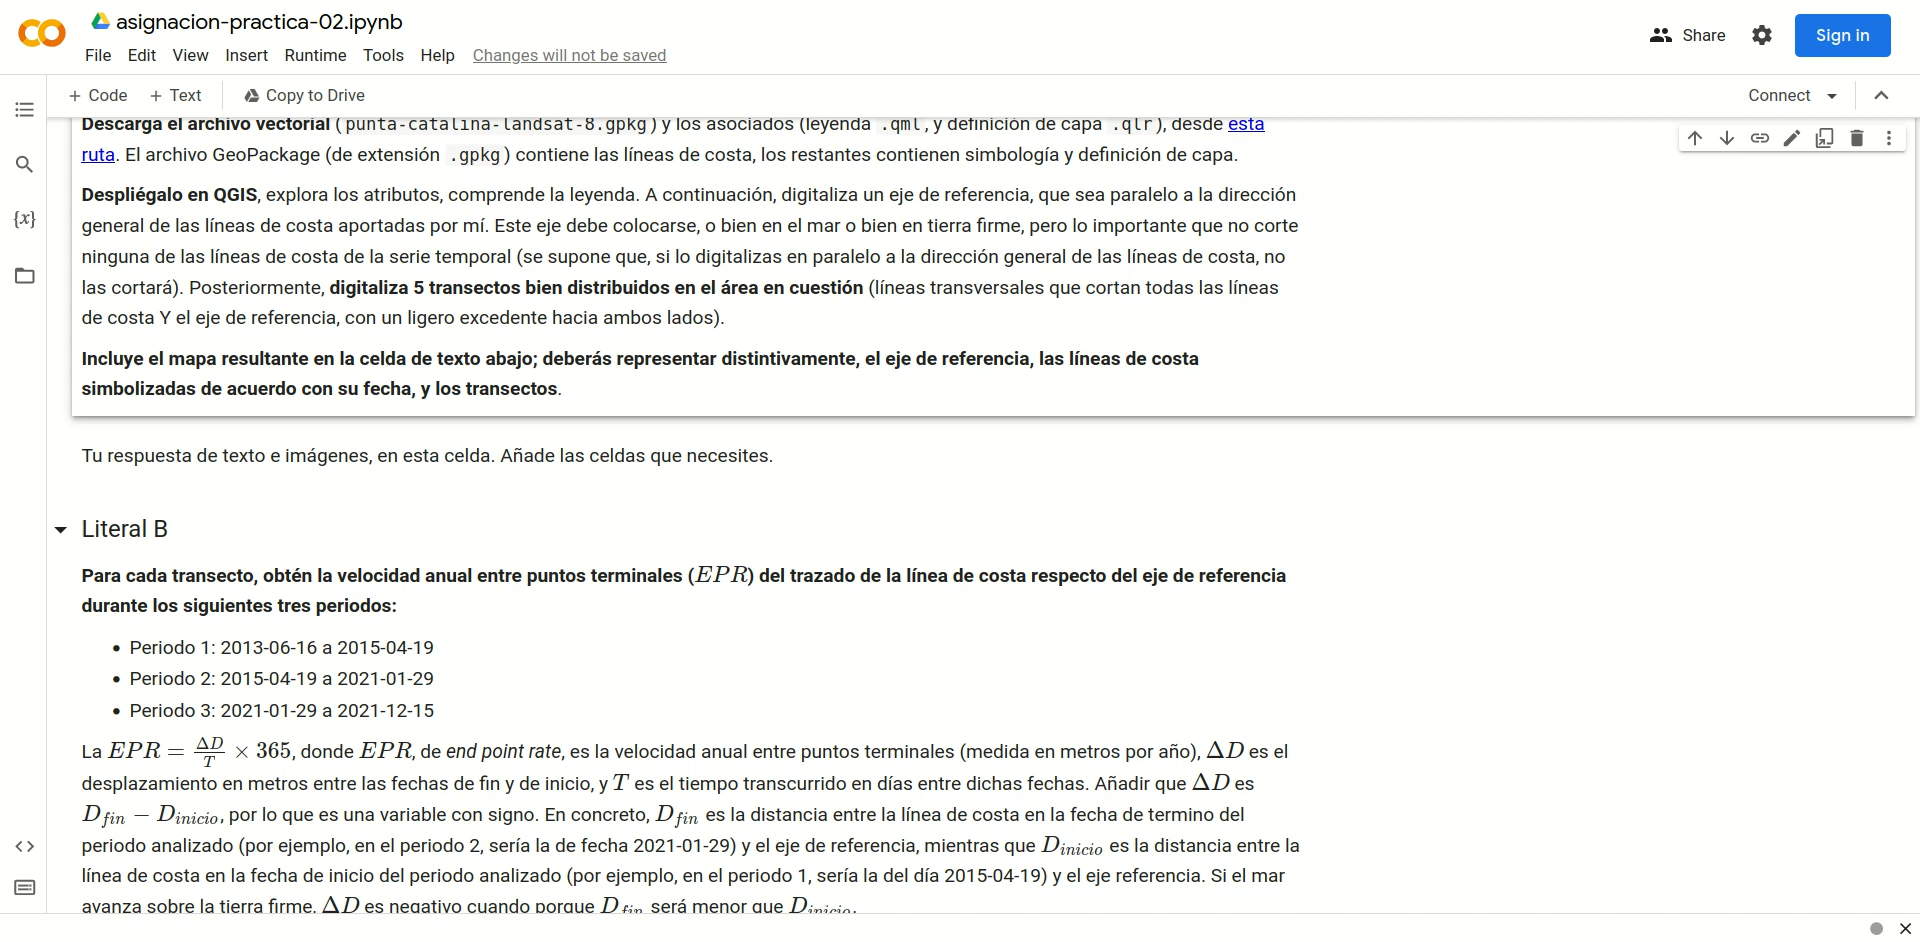 asignacion-practica-02.ipynb
File Edit View Insert Runtime Tools Help Changes will not be saved
Share
Sign in
+ Code + Text Copy to Drive
Connect
{x}
Descarga el archivo vectorial (punta-catalina-landsat-8.gpkg) y los asociados (leyenda .qml, y definición de capa .qlr), desde esta
ruta. El archivo GeoPackage (de extensión .gpkg) contiene las líneas de costa, los restantes contienen simbología y definición de capa.
Despliégalo en QGIS, explora los atributos, comprende la leyenda. A continuación, digitaliza un eje de referencia, que sea paralelo a la dirección
general de las líneas de costa aportadas por mí. Este eje debe colocarse, o bien en el mar o bien en tierra firme, pero lo importante que no corte
ninguna de las líneas de costa de la serie temporal (se supone que, si lo digitalizas en paralelo a la dirección general de las líneas de costa, no
las cortará). Posteriormente, digitaliza 5 transectos bien distribuidos en el área en cuestión (líneas transversales que cortan todas las líneas
de costa Y el eje de referencia, con un ligero excedente hacia ambos lados).
Incluye el mapa resultante en la celda de texto abajo; deberás representar distintivamente, el eje de referencia, las líneas de costa
simbolizadas de acuerdo con su fecha, y los transectos.
Tu respuesta de texto e imágenes, en esta celda. Añade las celdas que necesites.
Literal B
Para cada transecto, obtén la velocidad anual entre puntos terminales (EPR) del trazado de la línea de costa respecto del eje de referencia
durante los siguientes tres periodos:
• Periodo 1: 2013-06-16 a 2015-04-19
• Periodo 2: 2015-04-19 a 2021-01-29
• Periodo 3: 2021-01-29 a 2021-12-15
La EPR = ΔD/T × 365, donde EPR, de end point rate, es la velocidad anual entre puntos terminales (medida en metros por año), ΔD es el
desplazamiento en metros entre las fechas de fin y de inicio, y T es el tiempo transcurrido en días entre dichas fechas. Añadir que ΔD es
D_fin − D_inicio, por lo que es una variable con signo. En concreto, D_fin es la distancia entre la línea de costa en la fecha de termino del
periodo analizado (por ejemplo, en el periodo 2, sería la de fecha 2021-01-29) y el eje de referencia, mientras que D_inicio es la distancia entre la
línea de costa en la fecha de inicio del periodo analizado (por ejemplo, en el periodo 1, sería la del día 2015-04-19) y el eje referencia. Si el mar
avanza sobre la tierra firme, ΔD es negativo cuando porque D_fin será menor que D_inicio.